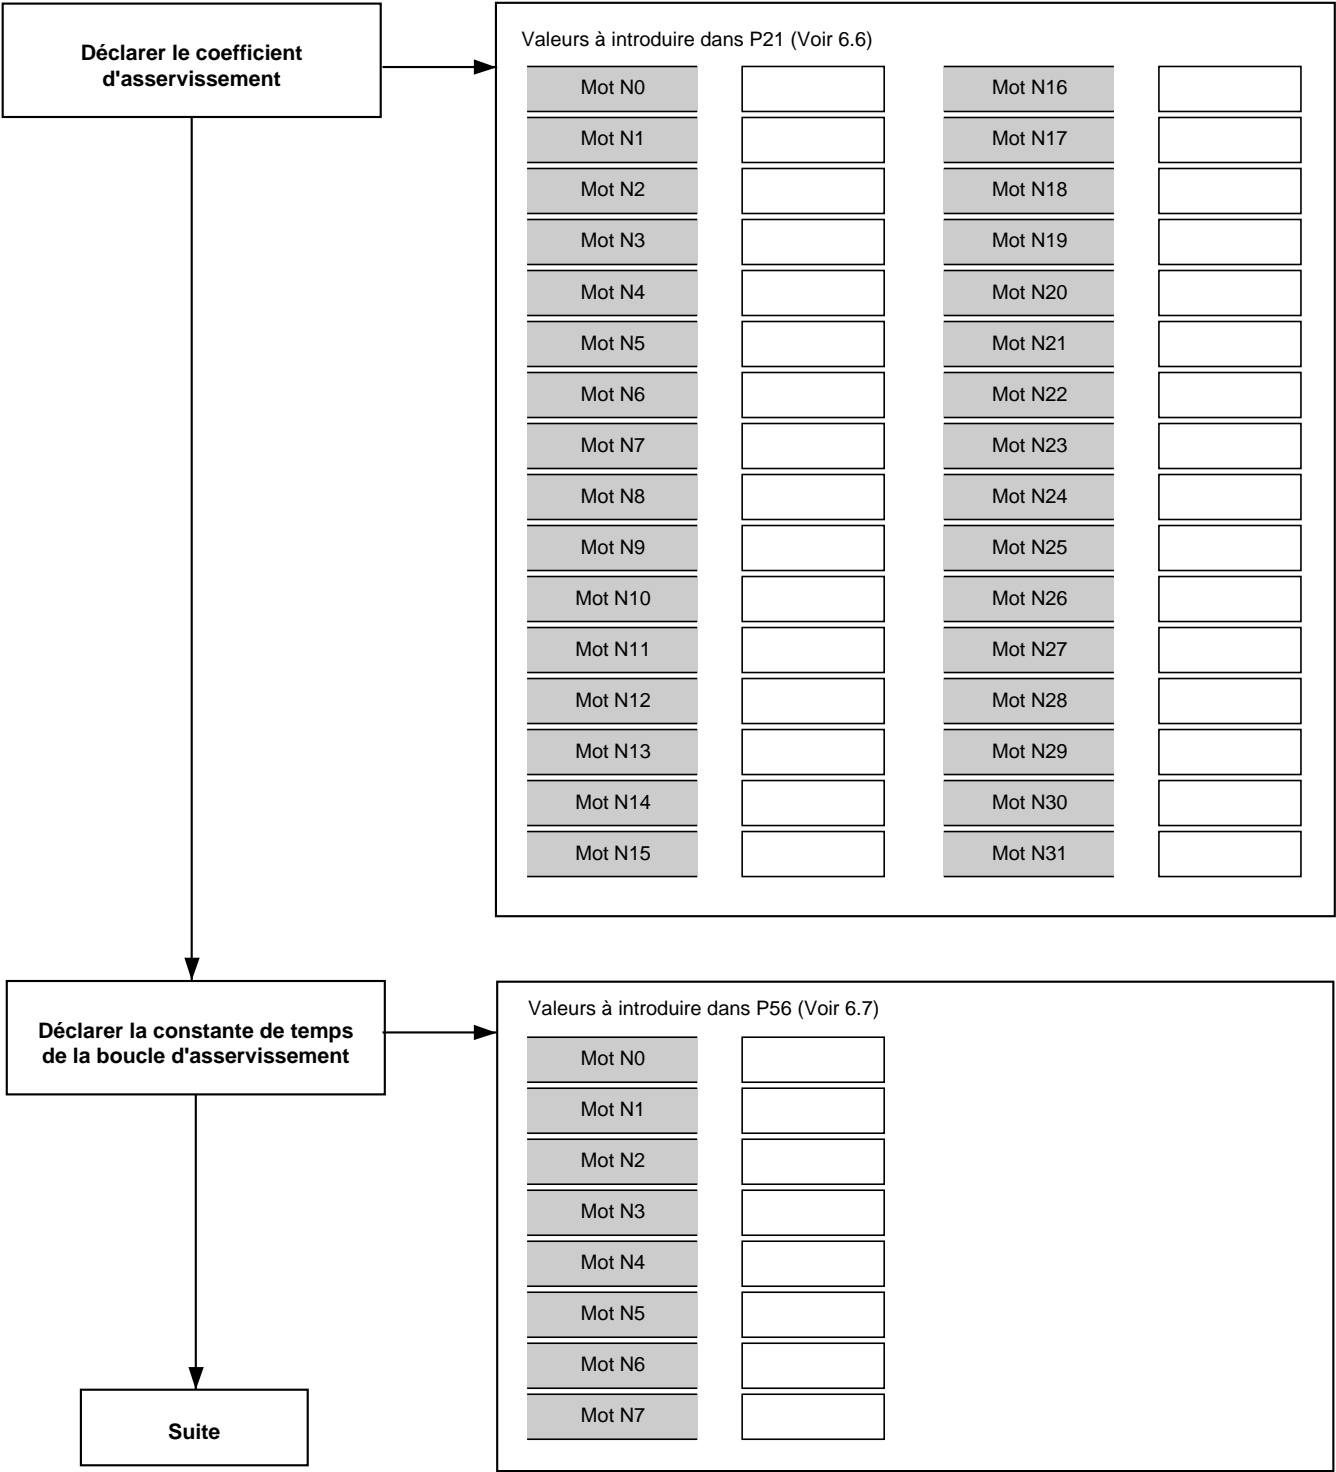 Déclarer le coefficient
d'asservissement
Valeurs à introduire dans P21 (Voir 6.6)
Mot N0
Mot N16
Mot N1
Mot N17
Mot N2
Mot N18
Mot N3
Mot N19
Mot N4
Mot N20
Mot N5
Mot N21
Mot N6
Mot N22
Mot N7
Mot N23
Mot N8
Mot N24
Mot N9
Mot N25
Mot N10
Mot N26
Mot N11
Mot N27
Mot N12
Mot N28
Mot N13
Mot N29
Mot N14
Mot N30
Mot N15
Mot N31
Déclarer la constante de temps
de la boucle d'asservissement
Valeurs à introduire dans P56 (Voir 6.7)
Mot N0
Mot N1
Mot N2
Mot N3
Mot N4
Mot N5
Mot N6
Mot N7
Suite